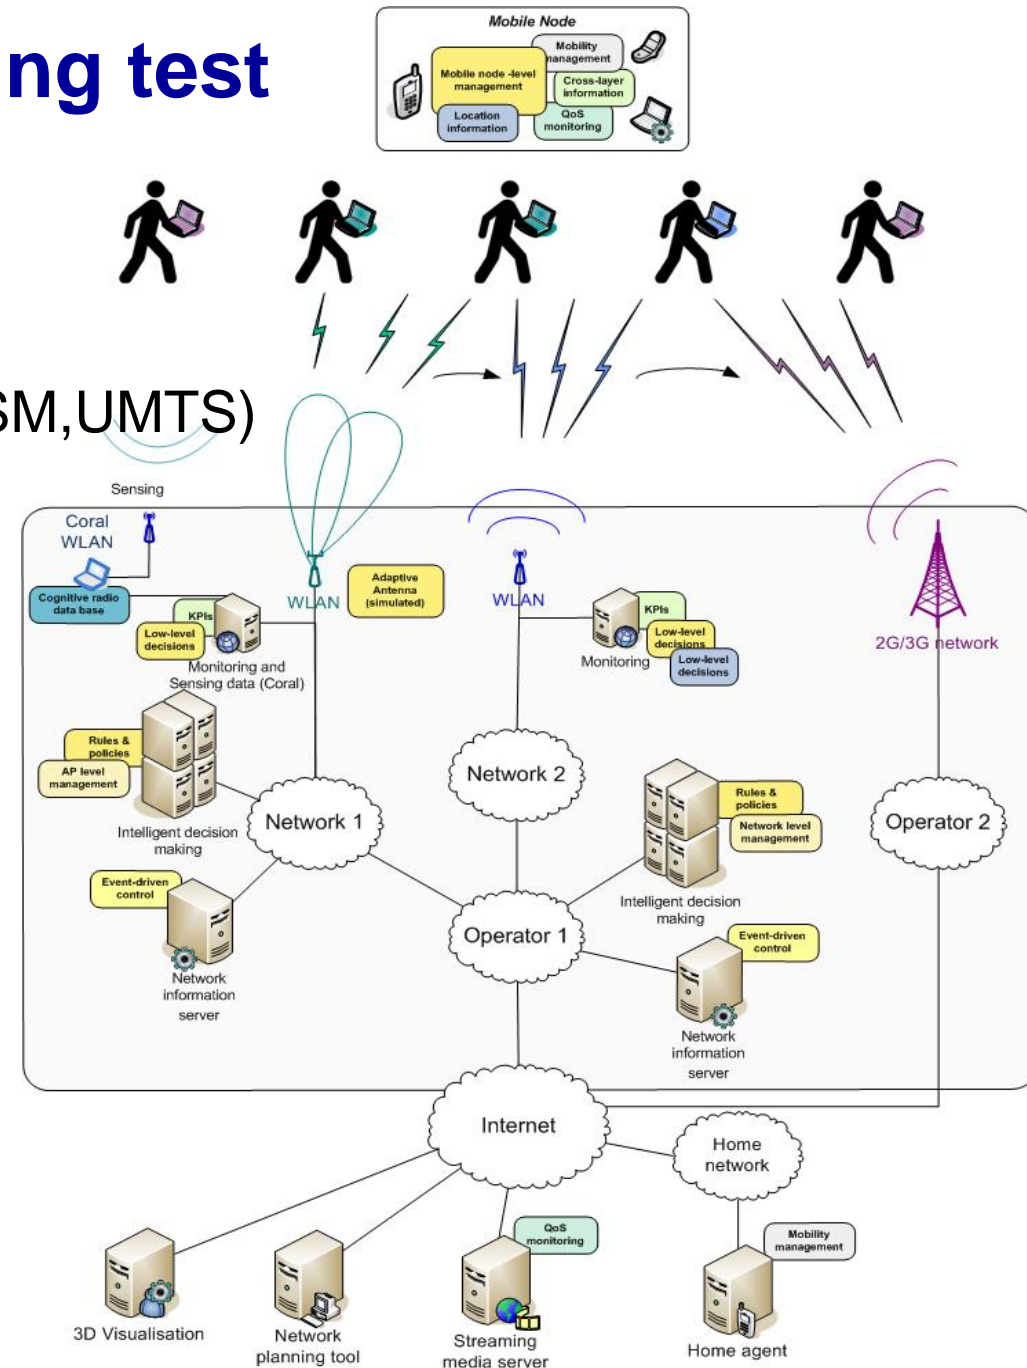 ng test
Mobile Node
Mobility
management
Mobile node -level
management
Cross-layer
information
Location
information
QoS
monitoring
SM,UMTS)
Sensing
Coral
WLAN
Cognitive radio
data base
KPIs
Low-level
decisions
Monitoring and
Sensing data (Coral)
WLAN
Adaptive
Antenna
(simulated)
WLAN
KPIs
Low-level
decisions
Low-level
decisions
Monitoring
2G/3G network
Rules &
policies
AP level
management
Intelligent decision
making
Network 1
Network 2
Rules &
policies
Network level
management
Intelligent decision
making
Operator 2
Event-driven
control
Network
information
server
Operator 1
Event-driven
control
Network
information
server
Internet
Home
network
QoS
monitoring
Mobility
management
3D Visualisation
Network
planning tool
Streaming
media server
Home agent